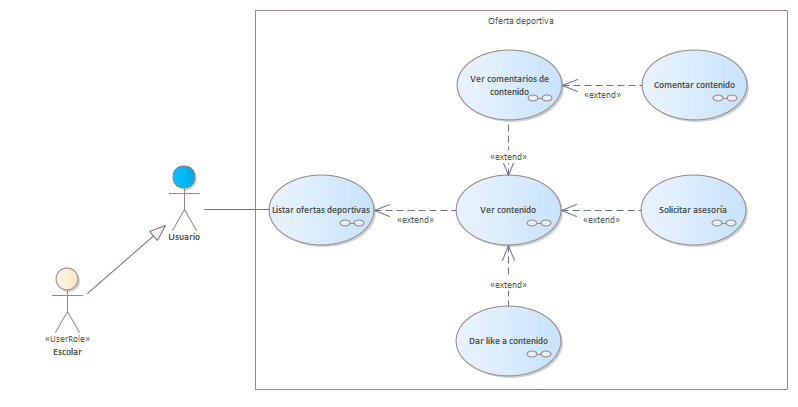 Oferta deportiva
Ver comentarios de
contenido
Comentar contenido
«extend»
«extend»
Usuario
Listar ofertas deportivas
«extend»
Ver contenido
«extend»
Solicitar asesoría
«extend»
Dar like a contenido
«UserRole»
Escolar